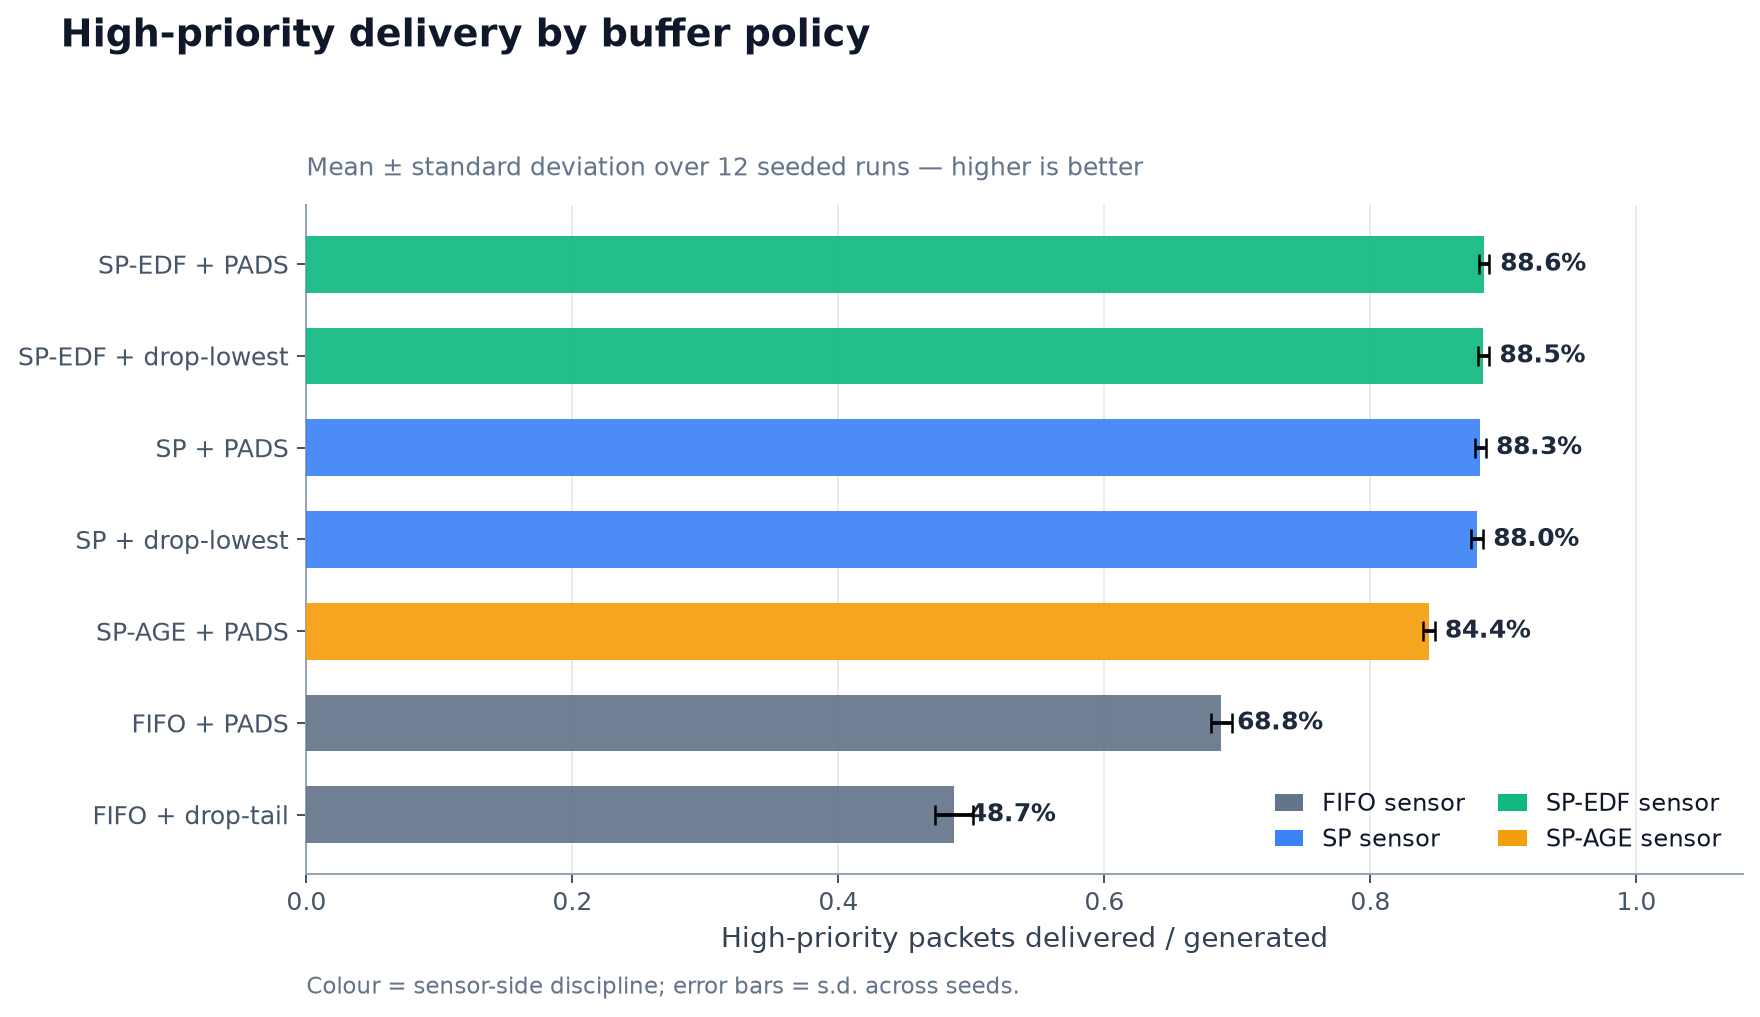 High-priority delivery by buffer policy
Mean ± standard deviation over 12 seeded runs — higher is better
SP-EDF + PADS 88.6%
SP-EDF + drop-lowest 88.5%
SP + PADS 88.3%
SP + drop-lowest 88.0%
SP-AGE + PADS 84.4%
FIFO + PADS 68.8%
FIFO + drop-tail 48.7%
FIFO sensor SP-EDF sensor
SP sensor SP-AGE sensor
0.0 0.2 0.4 0.6 0.8 1.0
High-priority packets delivered / generated
Colour = sensor-side discipline; error bars = s.d. across seeds.